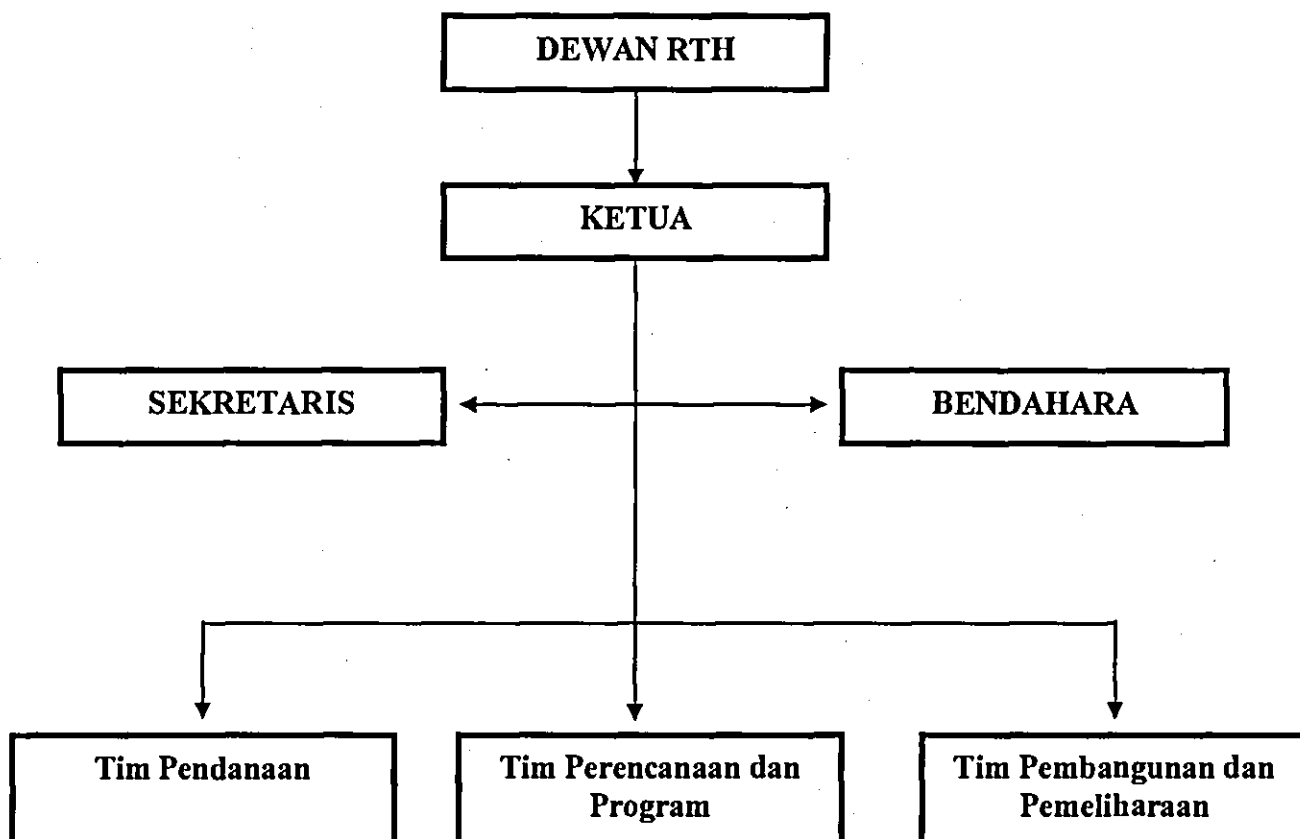 DEWAN RTH
KETUA
SEKRETARIS
BENDAHARA
Tim Pendanaan
Tim Perencanaan dan
Program
Tim Pembangunan dan
Pemeliharaan